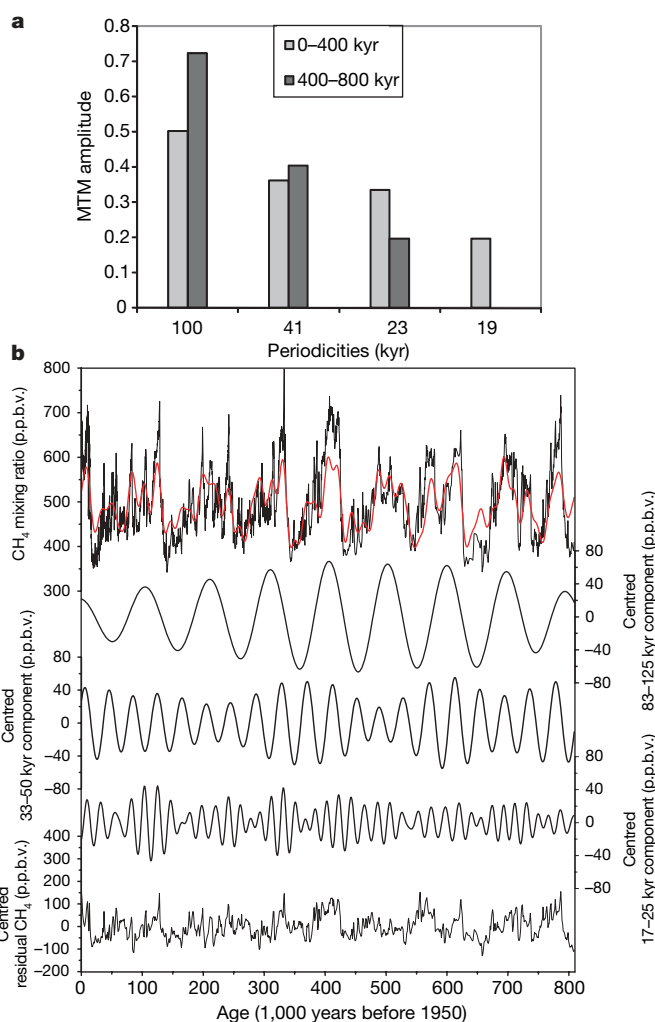 a
0.8
0.7
0.6
0.5
0.4
0.3
0.2
0.1
0
MTM amplitude
0–400 kyr
400–800 kyr
100 41 23 19
Periodicities (kyr)
b
800
700
600
500
400
300
CH4 mixing ratio (p.p.b.v.)
80
40
0
–40
–80
Centred
83–125 kyr component (p.p.b.v.)
80
40
0
–40
–80
Centred
33–50 kyr component (p.p.b.v.)
80
40
0
–40
–80
Centred
17–25 kyr component (p.p.b.v.)
400
300
200
100
0
–100
–200
Centred
residual CH4 (p.p.b.v.)
0 100 200 300 400 500 600 700 800
Age (1,000 years before 1950)